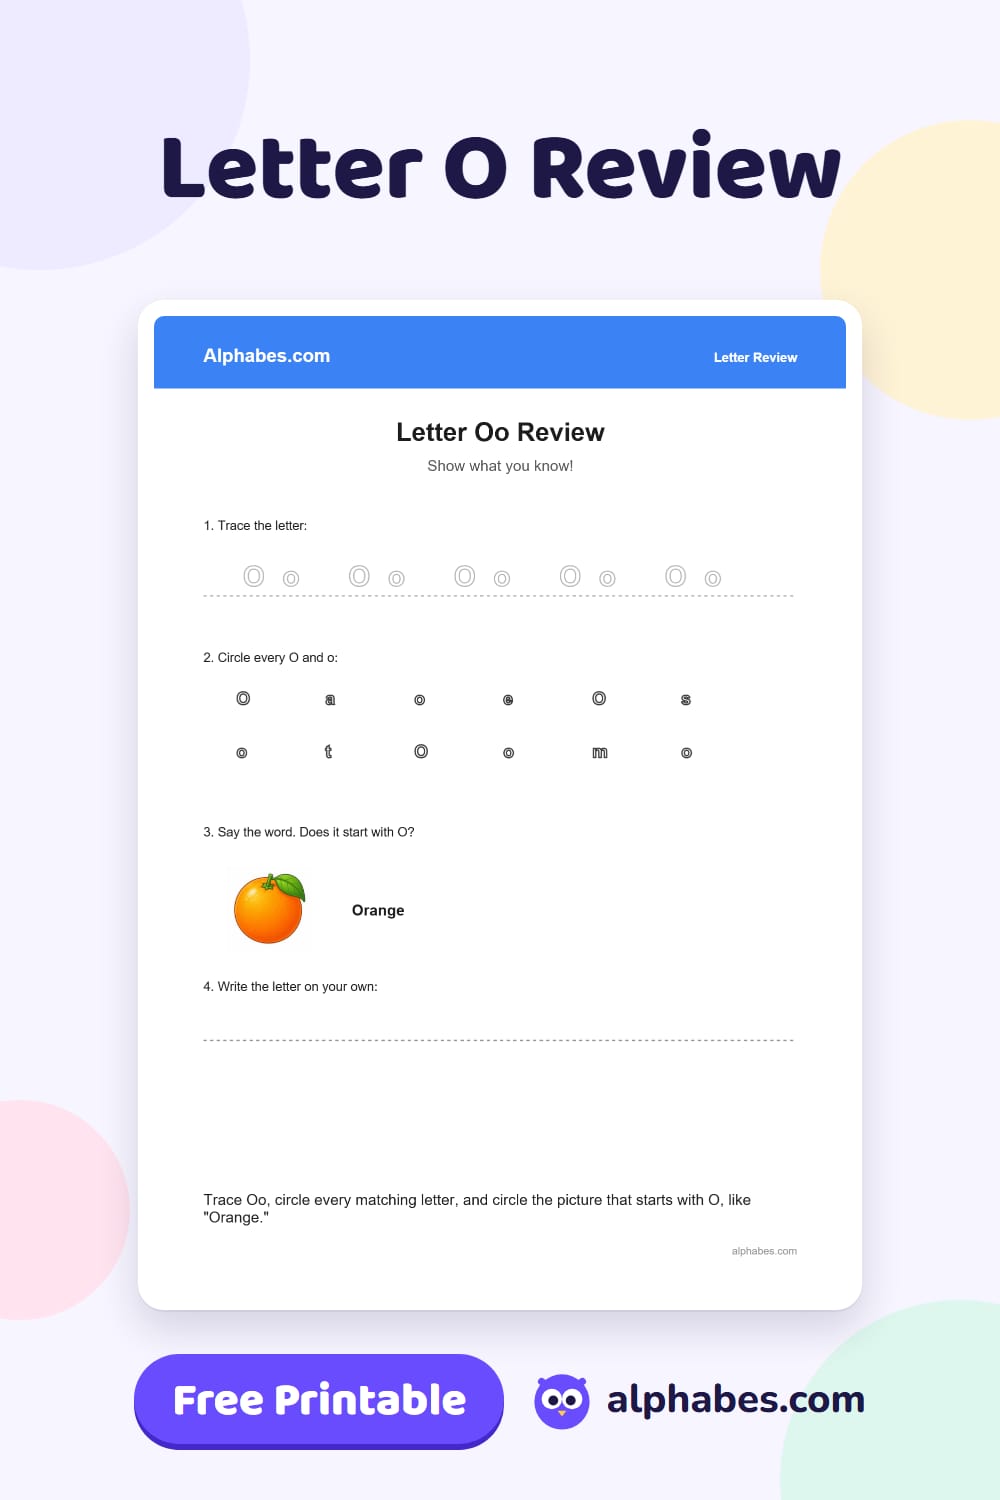 Letter O Review
Alphabes.com
Letter Review
Letter Oo Review
Show what you know!
1. Trace the letter:
O o O o O o O o O o
2. Circle every O and o:
O a o e O s
o t O o m o
3. Say the word. Does it start with O?
Orange
4. Write the letter on your own:
Trace Oo, circle every matching letter, and circle the picture that starts with O, like
"Orange."
alphabes.com
Free Printable
alphabes.com